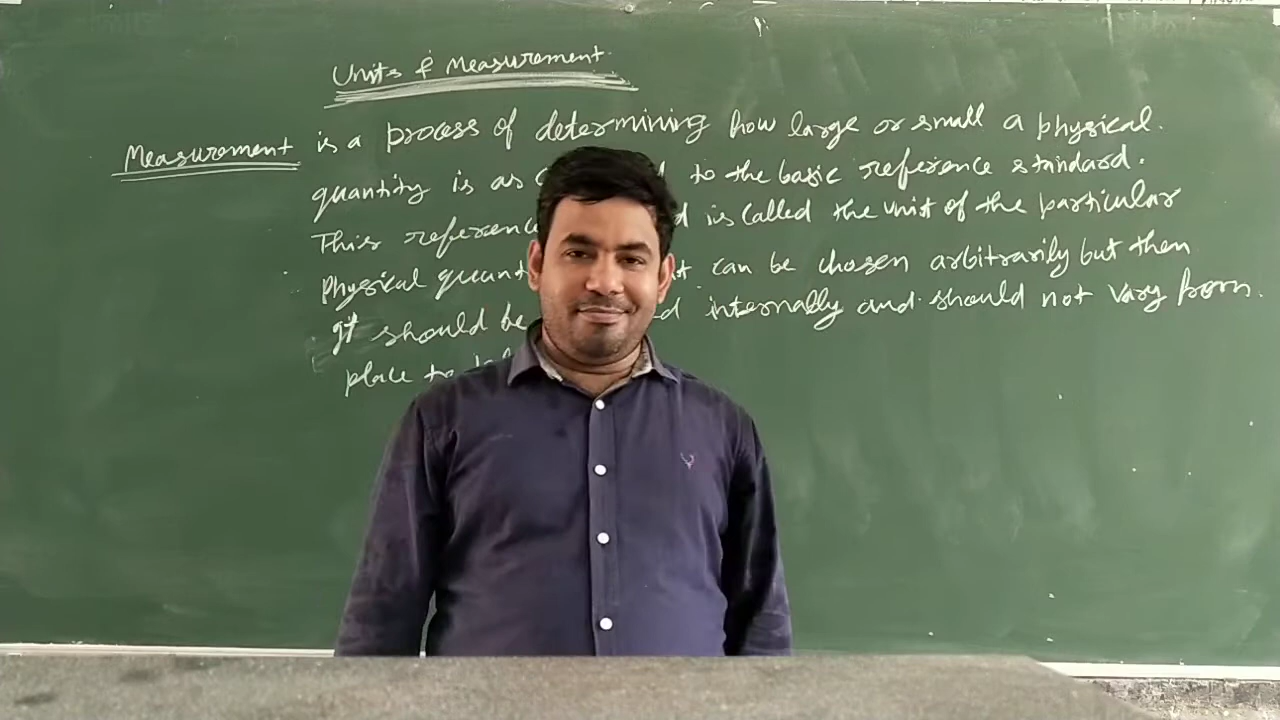 Units & Measurement
Measurement is a process of determining how large or small a physical.
quantity is as to the basic reference standard.
This reference is called the unit of the particular
Physical can be chosen arbitrarily but then
It should be internally and should not vary from.
place to